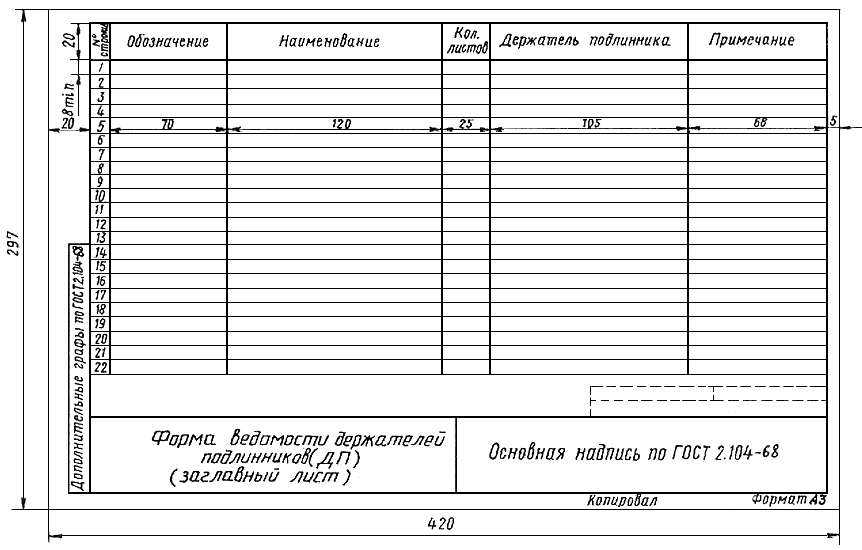 20
№ строки
Обозначение
Наименование
Кол. листов
Держатель подлинника
Примечание
8min
1
2
3
4
20
5
70
120
25
105
68
5
6
7
8
9
10
11
12
13
14
15
16
17
18
19
20
21
22
297
Дополнительные графы по ГОСТ 2.104-68
Форма ведомости держателей
подлинников (ДП)
(заглавный лист)
Основная надпись по ГОСТ 2.104-68
Копировал
Формат А3
420